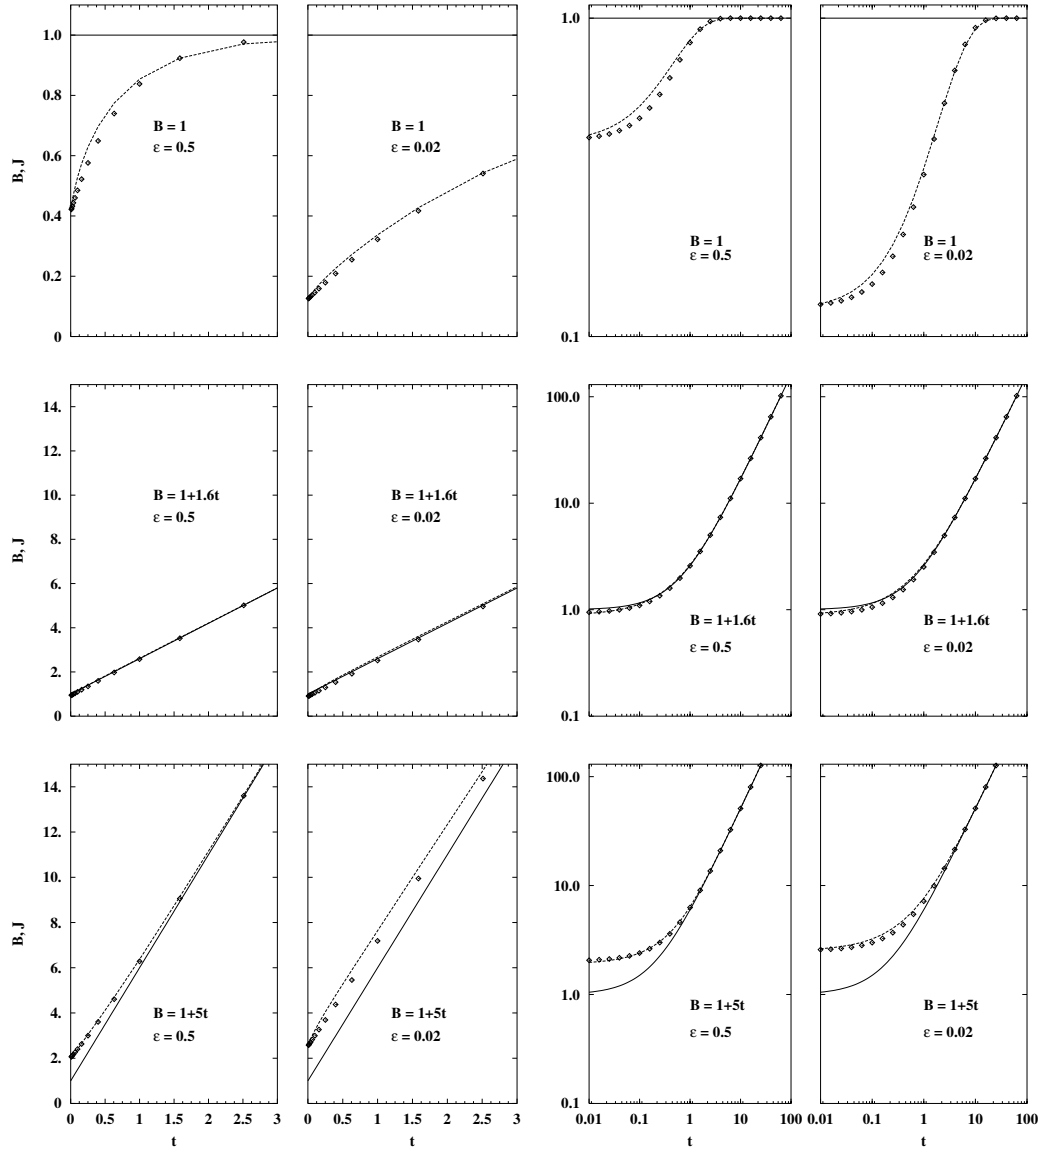 1.0
0.8
0.6
0.4
0.2
0
B, J
B = 1
ε = 0.5
B = 1
ε = 0.02
1.0
0.1
B = 1
ε = 0.5
B = 1
ε = 0.02
14.
12.
10.
8.
6.
4.
2.
0
B, J
B = 1+1.6t
ε = 0.5
B = 1+1.6t
ε = 0.02
100.0
10.0
1.0
0.1
B = 1+1.6t
ε = 0.5
B = 1+1.6t
ε = 0.02
14.
12.
10.
8.
6.
4.
2.
0
B, J
B = 1+5t
ε = 0.5
B = 1+5t
ε = 0.02
100.0
10.0
1.0
0.1
B = 1+5t
ε = 0.5
B = 1+5t
ε = 0.02
0 0.5 1 1.5 2 2.5 3
0 0.5 1 1.5 2 2.5 3
0.01 0.1 1 10 100
0.01 0.1 1 10 100
t
t
t
t